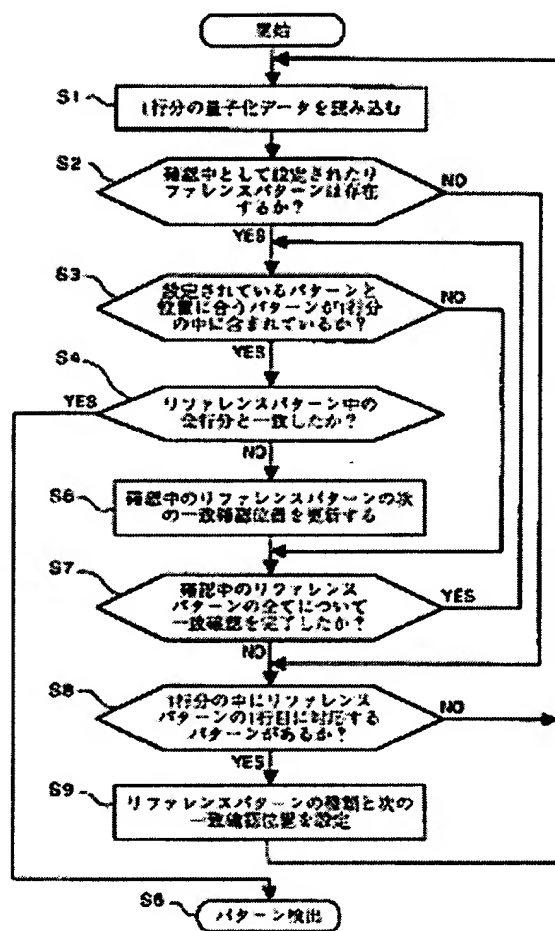 開始
S1
1行分の量子化データを読み込む
S2
確認中として設定されたリ
ファレンスパターンは存在
するか？
NO
YES
S3
設定されているパターンと
位置に合うパターンが1行分
の中に含まれているか？
NO
YES
S4
YES
リファレンスパターン中の
全行分と一致したか？
NO
S6
確認中のリファレンスパターンの次
の一致確認位置を更新する
S7
確認中のリファレンス
パターンの全てについて
一致確認を完了したか？
YES
NO
S8
1行分の中にリファレンス
パターンの1行目に対応する
パターンがあるか？
NO
YES
S9
リファレンスパターンの種類と次の
一致確認位置を設定
S6
パターン検出